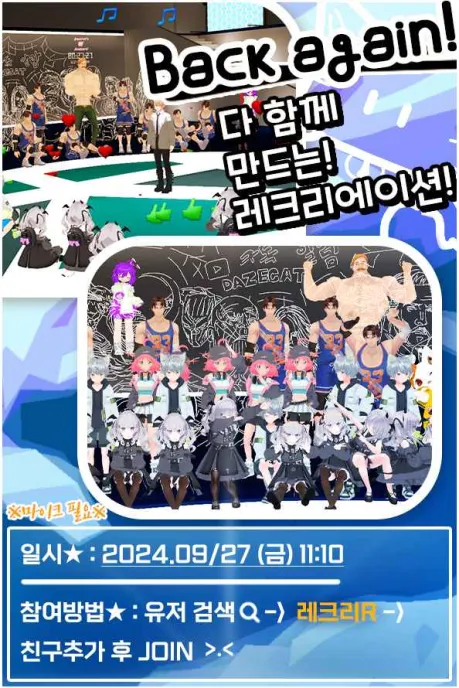 Back again!
다 함께
만드는!
레크리에이션!
DAZEGAT
※마이크 필요※
일시★ : 2024.09/27 (금) 11:10
참여방법★ : 유저 검색 -> 레크리R ->
친구추가 후 JOIN >.<